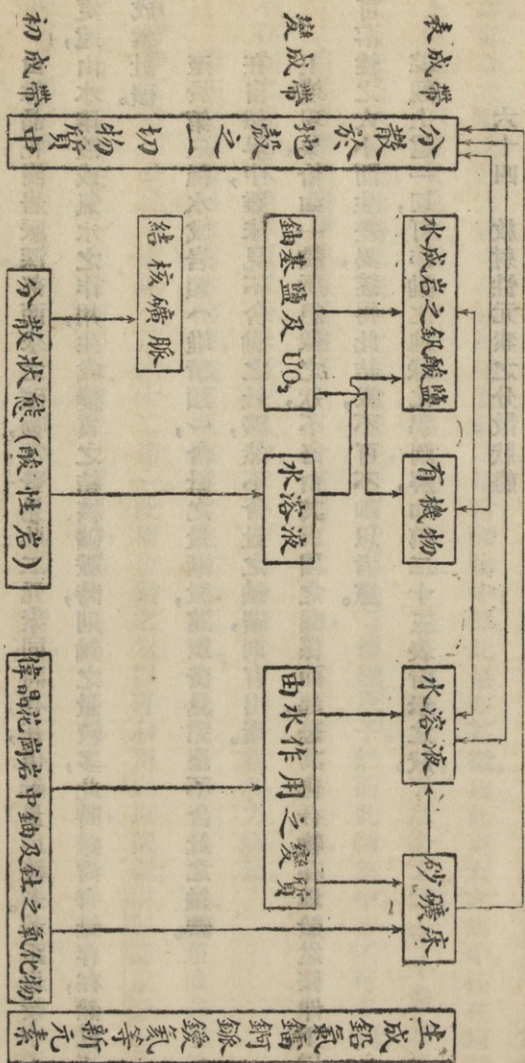 表成帶
變成帶
初成帶
分散於地殼之一切物質中
水成岩之釩酸鹽
有機物
水溶液
砂礦床
鈾基鹽及UO₃
水溶液
由水作用之變質
結核礦脈
分散狀態(酸性岩)
偉晶花崗岩中鈾及釷之氧化物
生成鉛氣鐳錒鏷鑀氦等新元素